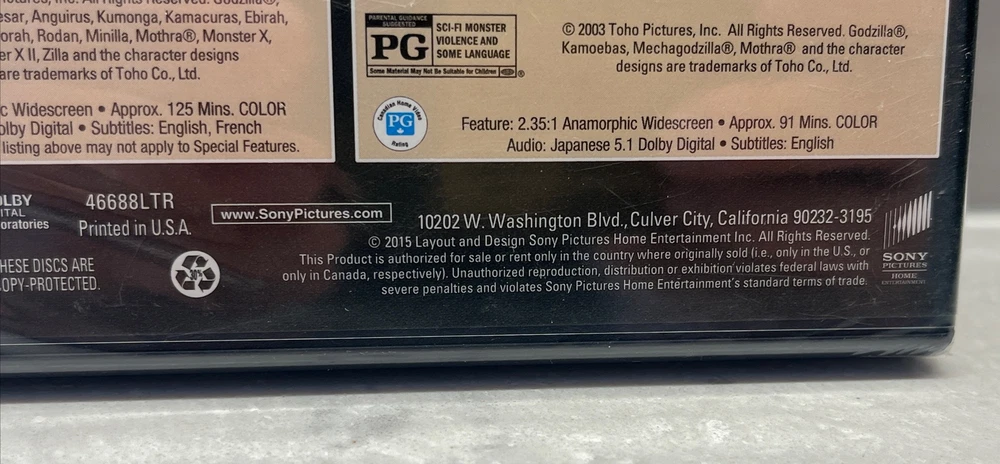 esar, Anguirus, Kumonga, Kamacuras, Ebirah,
orah, Rodan, Minilla, Mothra®, Monster X,
er X II, Zilla and the character designs
are trademarks of Toho Co., Ltd.
c Widescreen • Approx. 125 Mins. COLOR
olby Digital • Subtitles: English, French
listing above may not apply to Special Features.
PARENTAL GUIDANCE SUGGESTED
PG
SCI-FI MONSTER
VIOLENCE AND
SOME LANGUAGE
Some Material May Not Be Suitable for Children
®
Canadian Home Video
PG
Rating
© 2003 Toho Pictures, Inc. All Rights Reserved. Godzilla®,
Kamoebas, Mechagodzilla®, Mothra® and the character
designs are trademarks of Toho Co., Ltd.
Feature: 2.35:1 Anamorphic Widescreen • Approx. 91 Mins. COLOR
Audio: Japanese 5.1 Dolby Digital • Subtitles: English
OLBY
ITAL
oratories
46688LTR
Printed in U.S.A.
www.SonyPictures.com
HESE DISCS ARE
OPY-PROTECTED.
10202 W. Washington Blvd., Culver City, California 90232-3195
© 2015 Layout and Design Sony Pictures Home Entertainment Inc. All Rights Reserved.
This Product is authorized for sale or rent only in the country where originally sold (i.e., only in the U.S., or
only in Canada, respectively). Unauthorized reproduction, distribution or exhibition violates federal laws with
severe penalties and violates Sony Pictures Home Entertainment's standard terms of trade.
SONY
PICTURES
HOME
ENTERTAINMENT